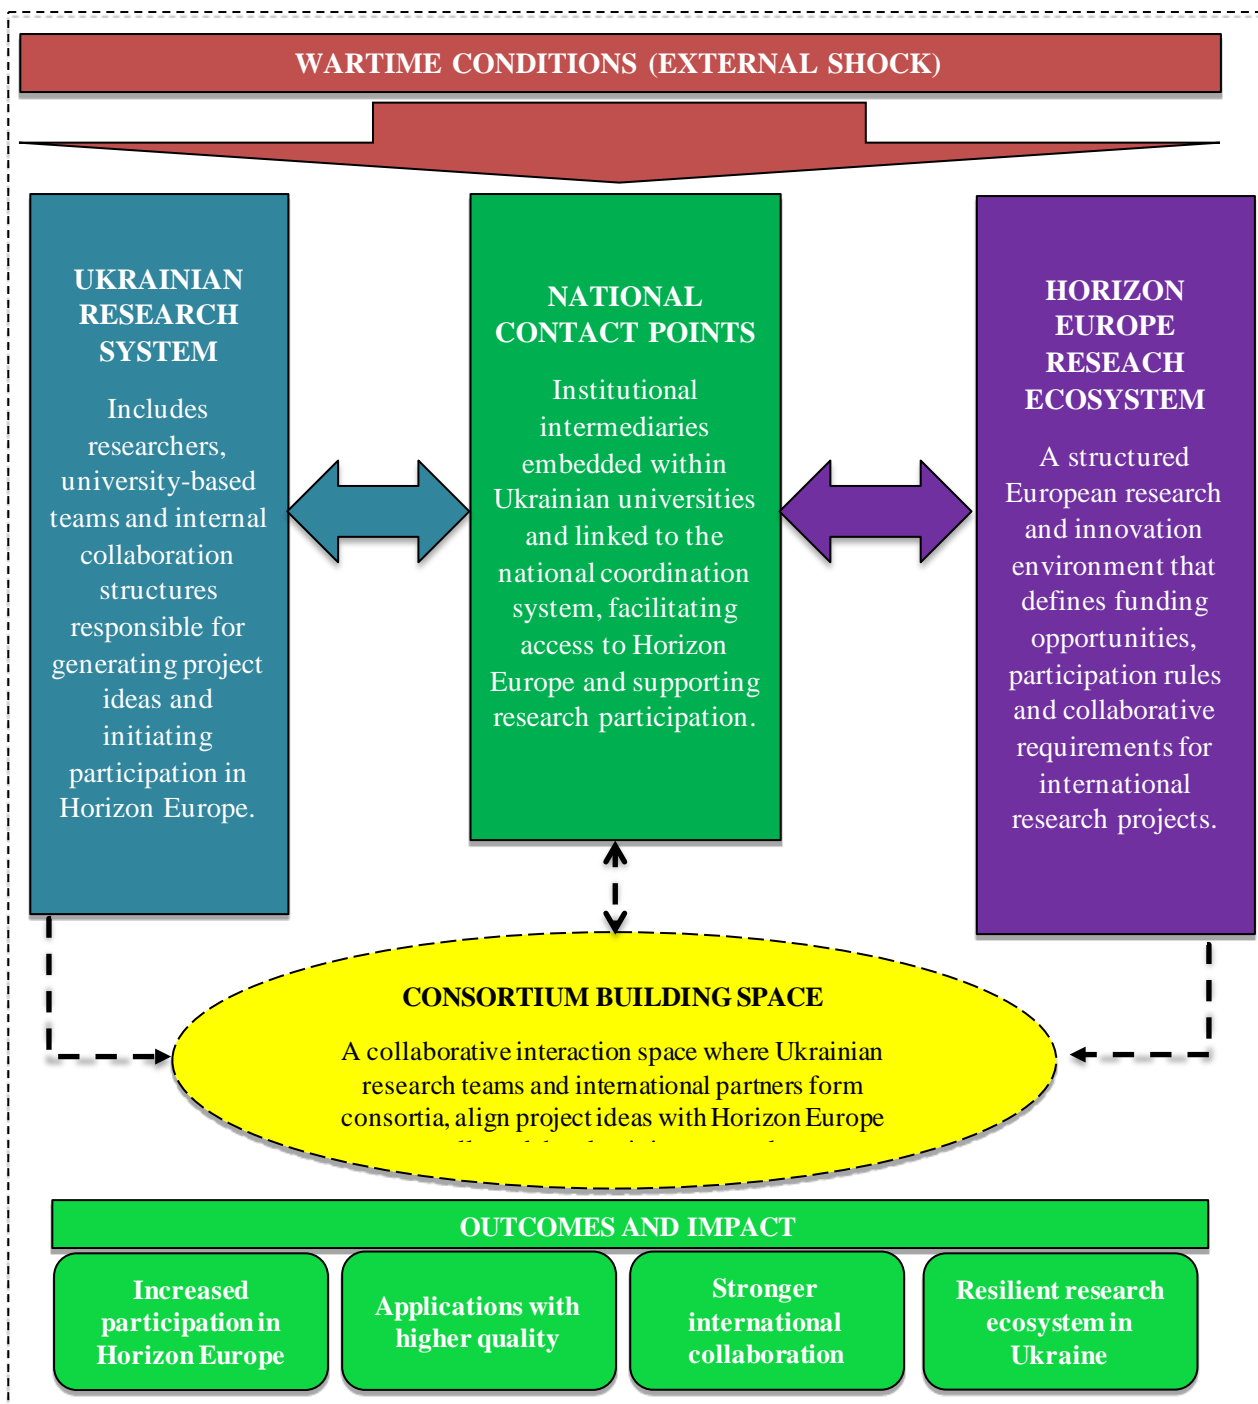 WARTIME CONDITIONS (EXTERNAL SHOCK)
UKRAINIAN
RESEARCH
SYSTEM
Includes
researchers,
university-based
teams and internal
collaboration
structures
responsible for
generating project
ideas and
initiating
participation in
Horizon Europe.
NATIONAL
CONTACT POINTS
Institutional
intermediaries
embedded within
Ukrainian universities
and linked to the
national coordination
system, facilitating
access to Horizon
Europe and supporting
research participation.
HORIZON
EUROPE
RESEACH
ECOSYSTEM
A structured
European research
and innovation
environment that
defines funding
opportunities,
participation rules
and collaborative
requirements for
international
research projects.
CONSORTIUM BUILDING SPACE
A collaborative interaction space where Ukrainian
research teams and international partners form
consortia, align project ideas with Horizon Europe
OUTCOMES AND IMPACT
Increased
participation in
Horizon Europe
Applications with
higher quality
Stronger
international
collaboration
Resilient research
ecosystem in
Ukraine